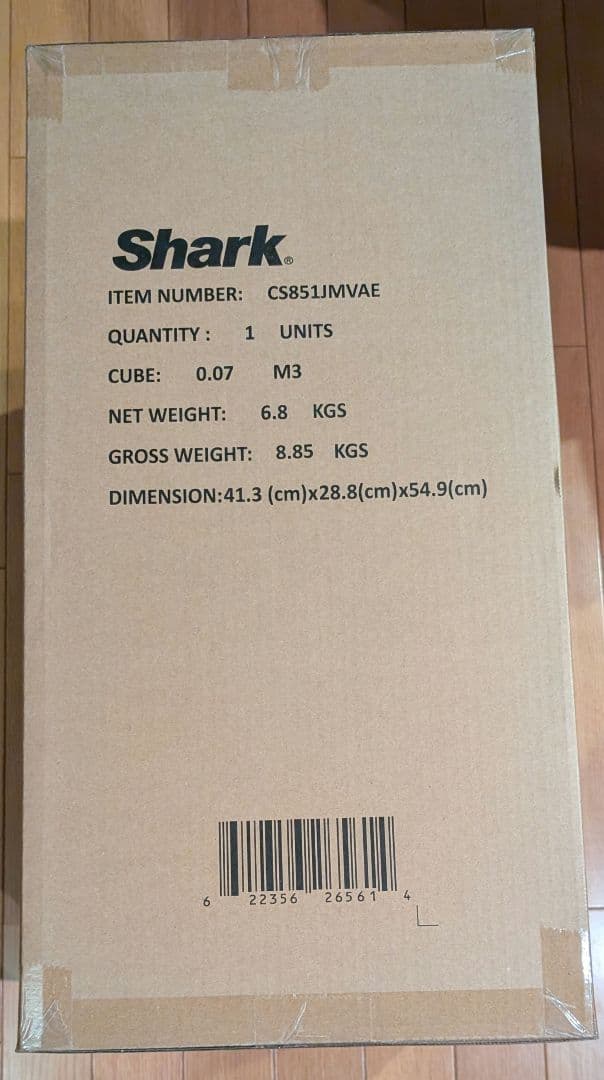 Shark®
ITEM NUMBER: CS851JMVAE
QUANTITY : 1 UNITS
CUBE: 0.07 M3
NET WEIGHT: 6.8 KGS
GROSS WEIGHT: 8.85 KGS
DIMENSION:41.3 (cm)x28.8(cm)x54.9(cm)
6 22356 26561 4